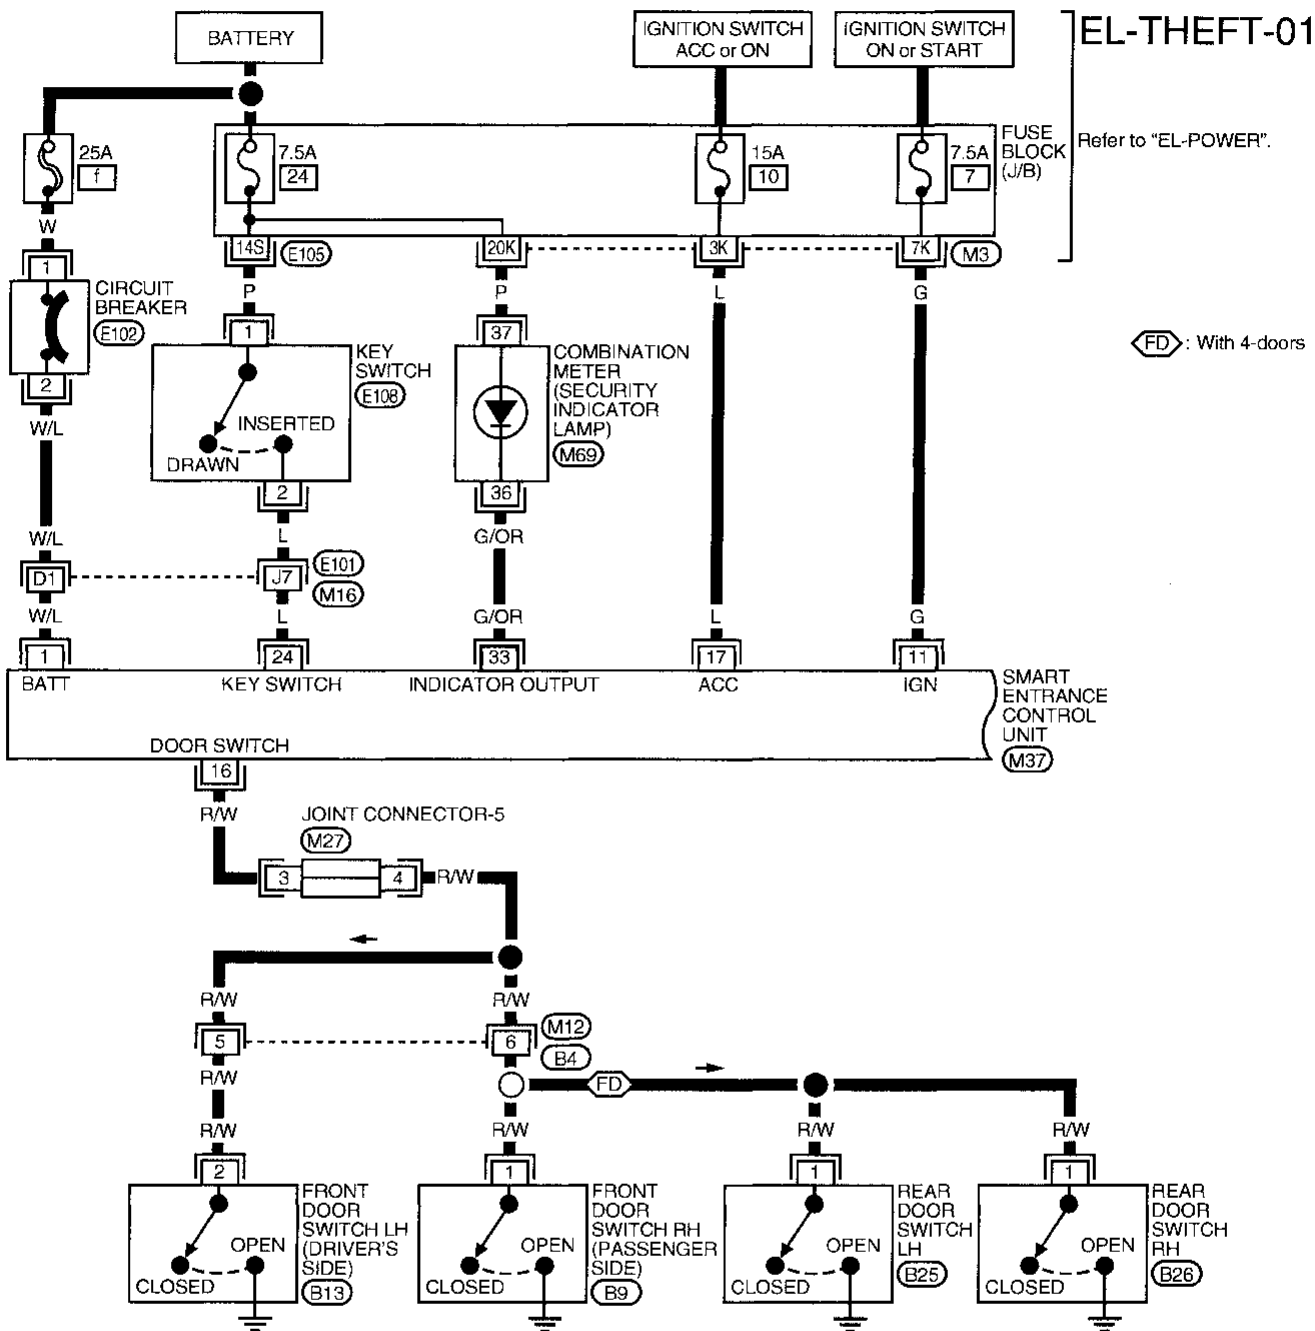 EL-THEFT-01
BATTERY
IGNITION SWITCH
ACC or ON
IGNITION SWITCH
ON or START
25A
f
7.5A
24
15A
10
7.5A
7
FUSE
BLOCK
(J/B)
Refer to "EL-POWER".
W
14S
E105
20K
3K
7K
M3
1
CIRCUIT
BREAKER
E102
2
P
P
L
G
1
KEY
SWITCH
E108
INSERTED
DRAWN
2
37
COMBINATION
METER
(SECURITY
INDICATOR
LAMP)
M69
36
FD : With 4-doors
W/L
L
G/OR
W/L
D1
J7
E101
M16
W/L
L
G/OR
L
G
1
24
33
17
11
BATT
KEY SWITCH
INDICATOR OUTPUT
ACC
IGN
SMART
ENTRANCE
CONTROL
UNIT
M37
DOOR SWITCH
16
R/W
JOINT CONNECTOR-5
M27
3
4
R/W
R/W
R/W
5
6
M12
B4
R/W
FD
R/W
R/W
R/W
R/W
2
1
1
1
FRONT
DOOR
SWITCH LH
(DRIVER'S
SIDE)
B13
OPEN
CLOSED
FRONT
DOOR
SWITCH RH
(PASSENGER
SIDE)
B9
OPEN
CLOSED
REAR
DOOR
SWITCH
LH
B25
OPEN
CLOSED
REAR
DOOR
SWITCH
RH
B26
OPEN
CLOSED